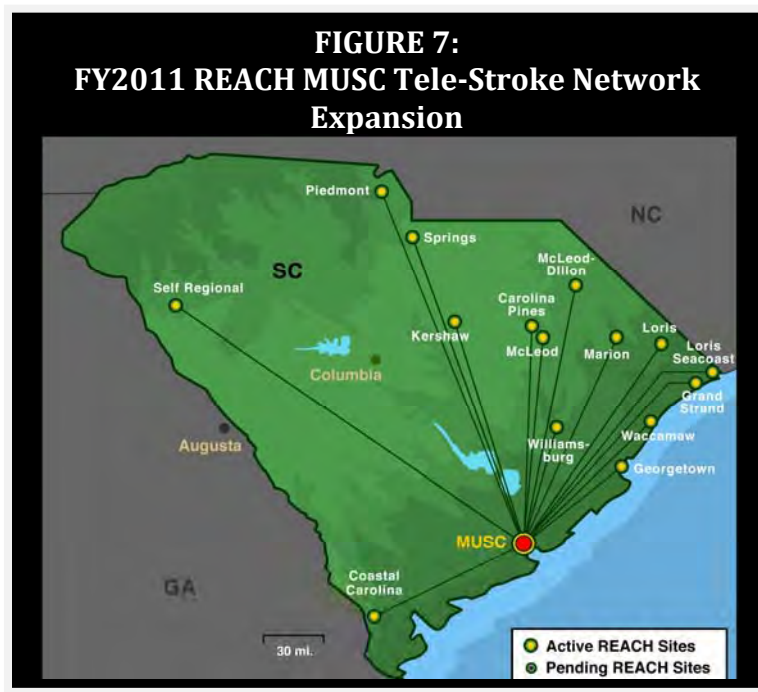 FIGURE 7:
FY2011 REACH MUSC Tele-Stroke Network
Expansion
Piedmont
NC
Springs
SC
McLeod-
Dillon
Self Regional
Carolina
Pines
Kershaw
McLeod
Marion
Loris
Loris
Seacoast
Columbia
Grand
Strand
Augusta
Williams-
burg
Waccamaw
Georgetown
MUSC
GA
Coastal
Carolina
30 mi.
Active REACH Sites
Pending REACH Sites